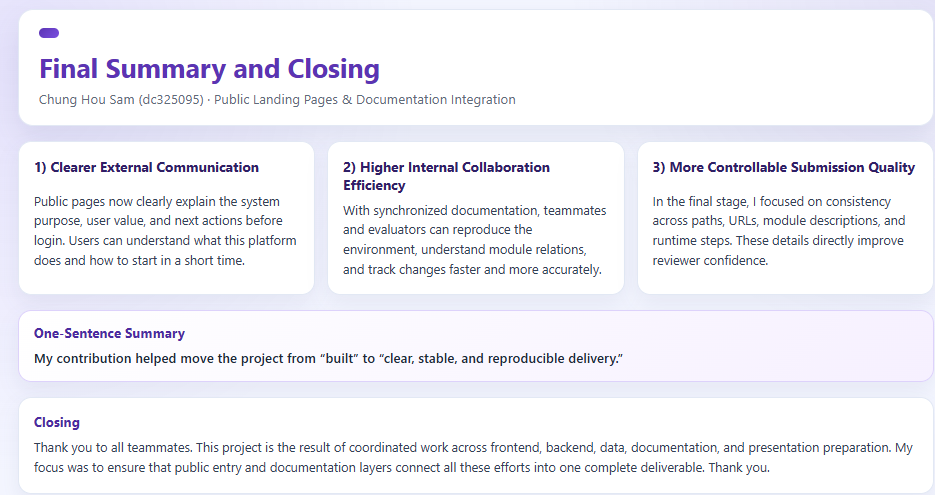 Final Summary and Closing
Chung Hou Sam (dc325095) · Public Landing Pages & Documentation Integration
1) Clearer External Communication
Public pages now clearly explain the system
purpose, user value, and next actions before
login. Users can understand what this platform
does and how to start in a short time.
2) Higher Internal Collaboration
Efficiency
With synchronized documentation, teammates
and evaluators can reproduce the
environment, understand module relations,
and track changes faster and more accurately.
3) More Controllable Submission Quality
In the final stage, I focused on consistency
across paths, URLs, module descriptions, and
runtime steps. These details directly improve
reviewer confidence.
One-Sentence Summary
My contribution helped move the project from “built” to “clear, stable, and reproducible delivery.”
Closing
Thank you to all teammates. This project is the result of coordinated work across frontend, backend, data, documentation, and presentation preparation. My
focus was to ensure that public entry and documentation layers connect all these efforts into one complete deliverable. Thank you.